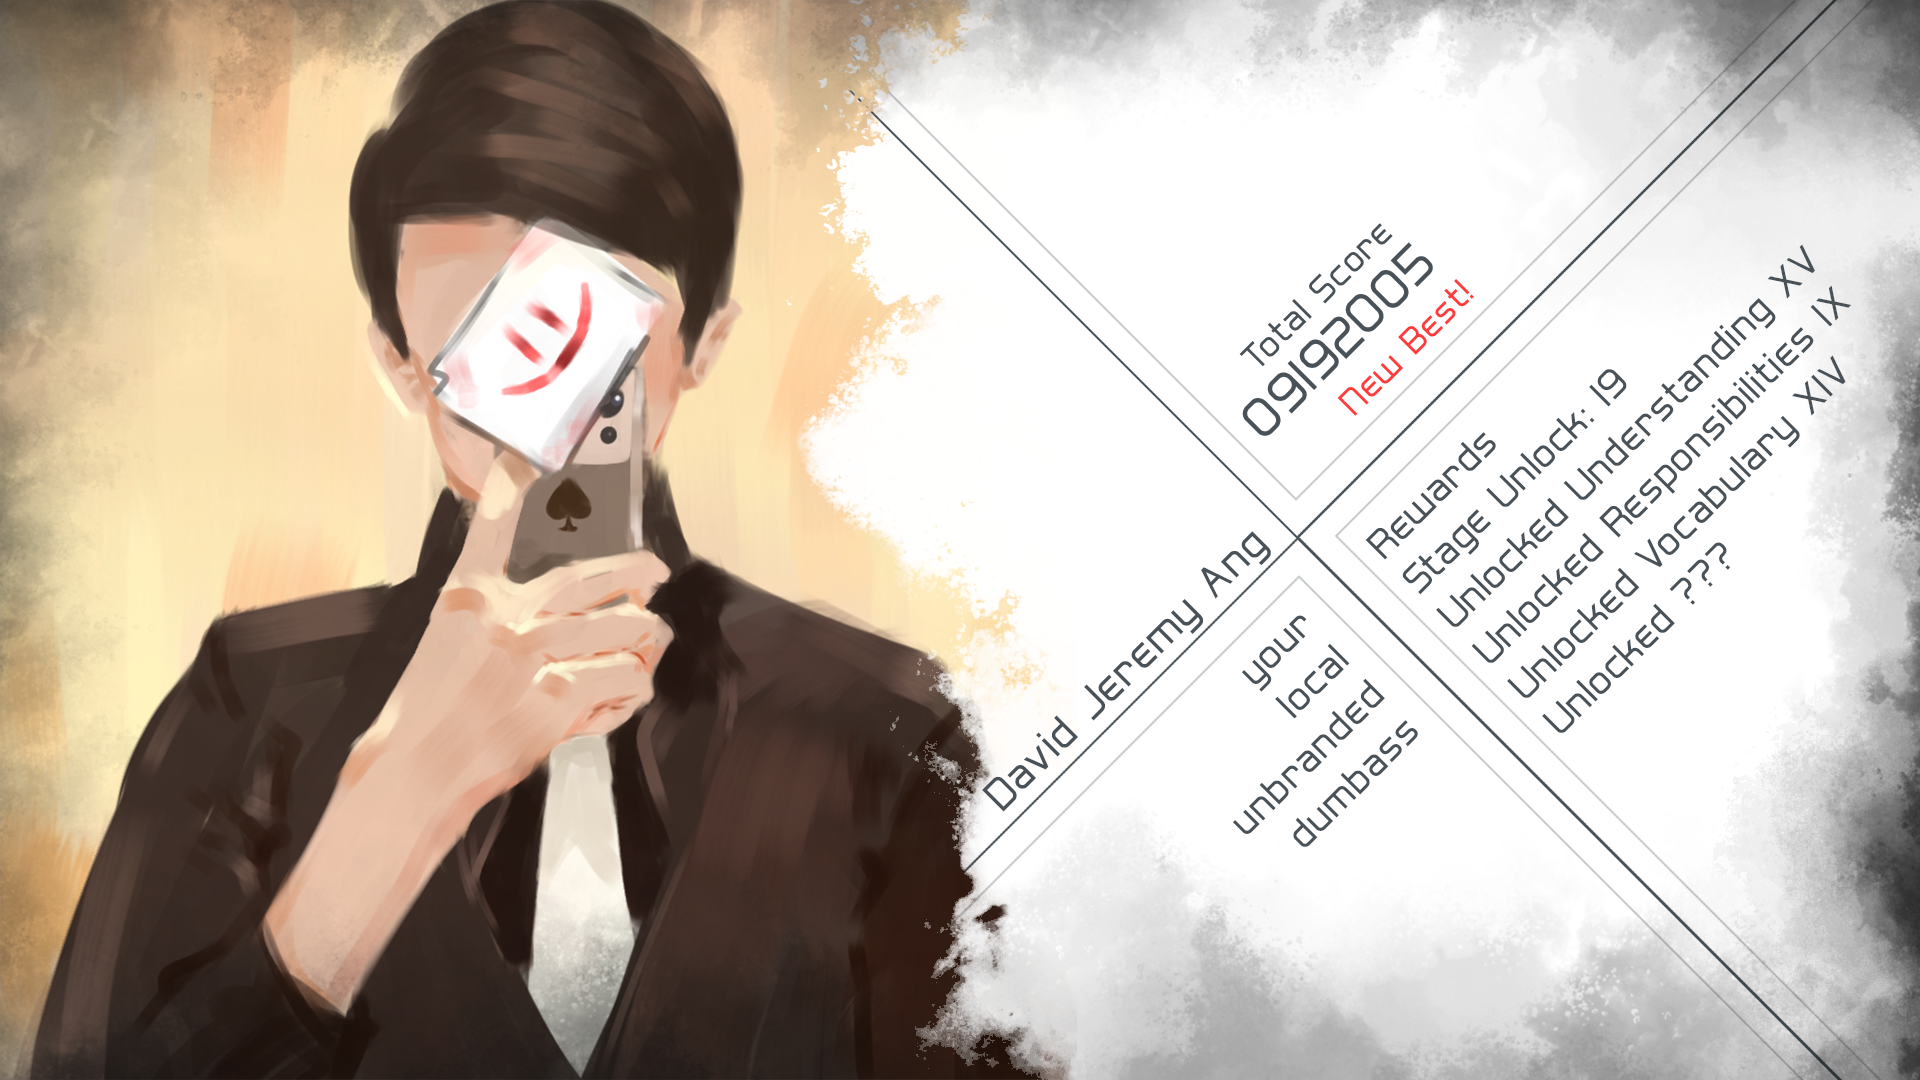 Total Score
09192005
New Best!
David Jeremy Ang
Rewards
Stage Unlock: 19
Unlocked Understanding XV
Unlocked Responsibilities IX
Unlocked Vocabulary XIV
Unlocked ???
your
local
unbranded
dumbass